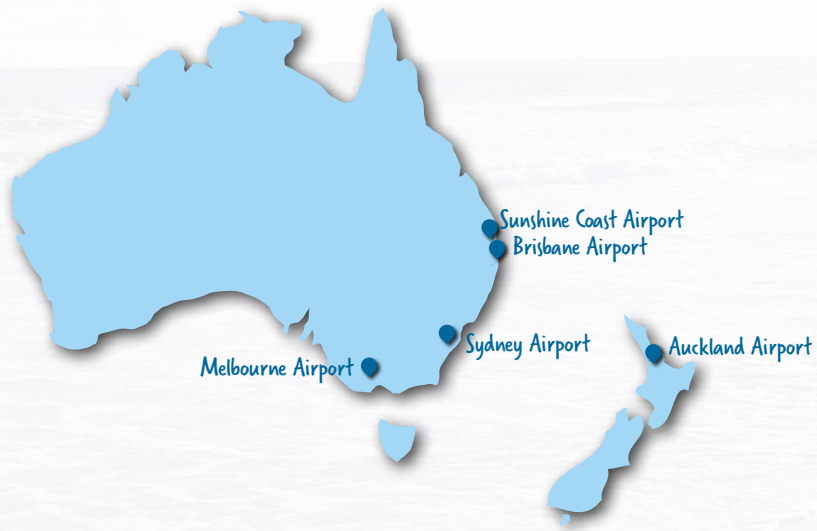 Sunshine Coast Airport
Brisbane Airport
Sydney Airport
Auckland Airport
Melbourne Airport